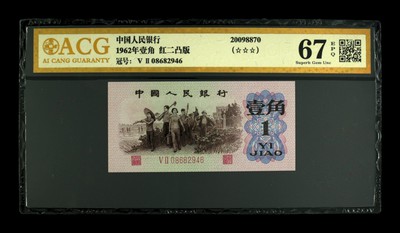 ACG
AI CANG GUARANTY
中国人民银行
1962年壹角 红二凸版
冠号: V II 08682946
20098870
(☆☆☆)
67 EPQ
Superb Gem Unc
中国人民银行
壹角
1
YI JIAO
V II 08682946